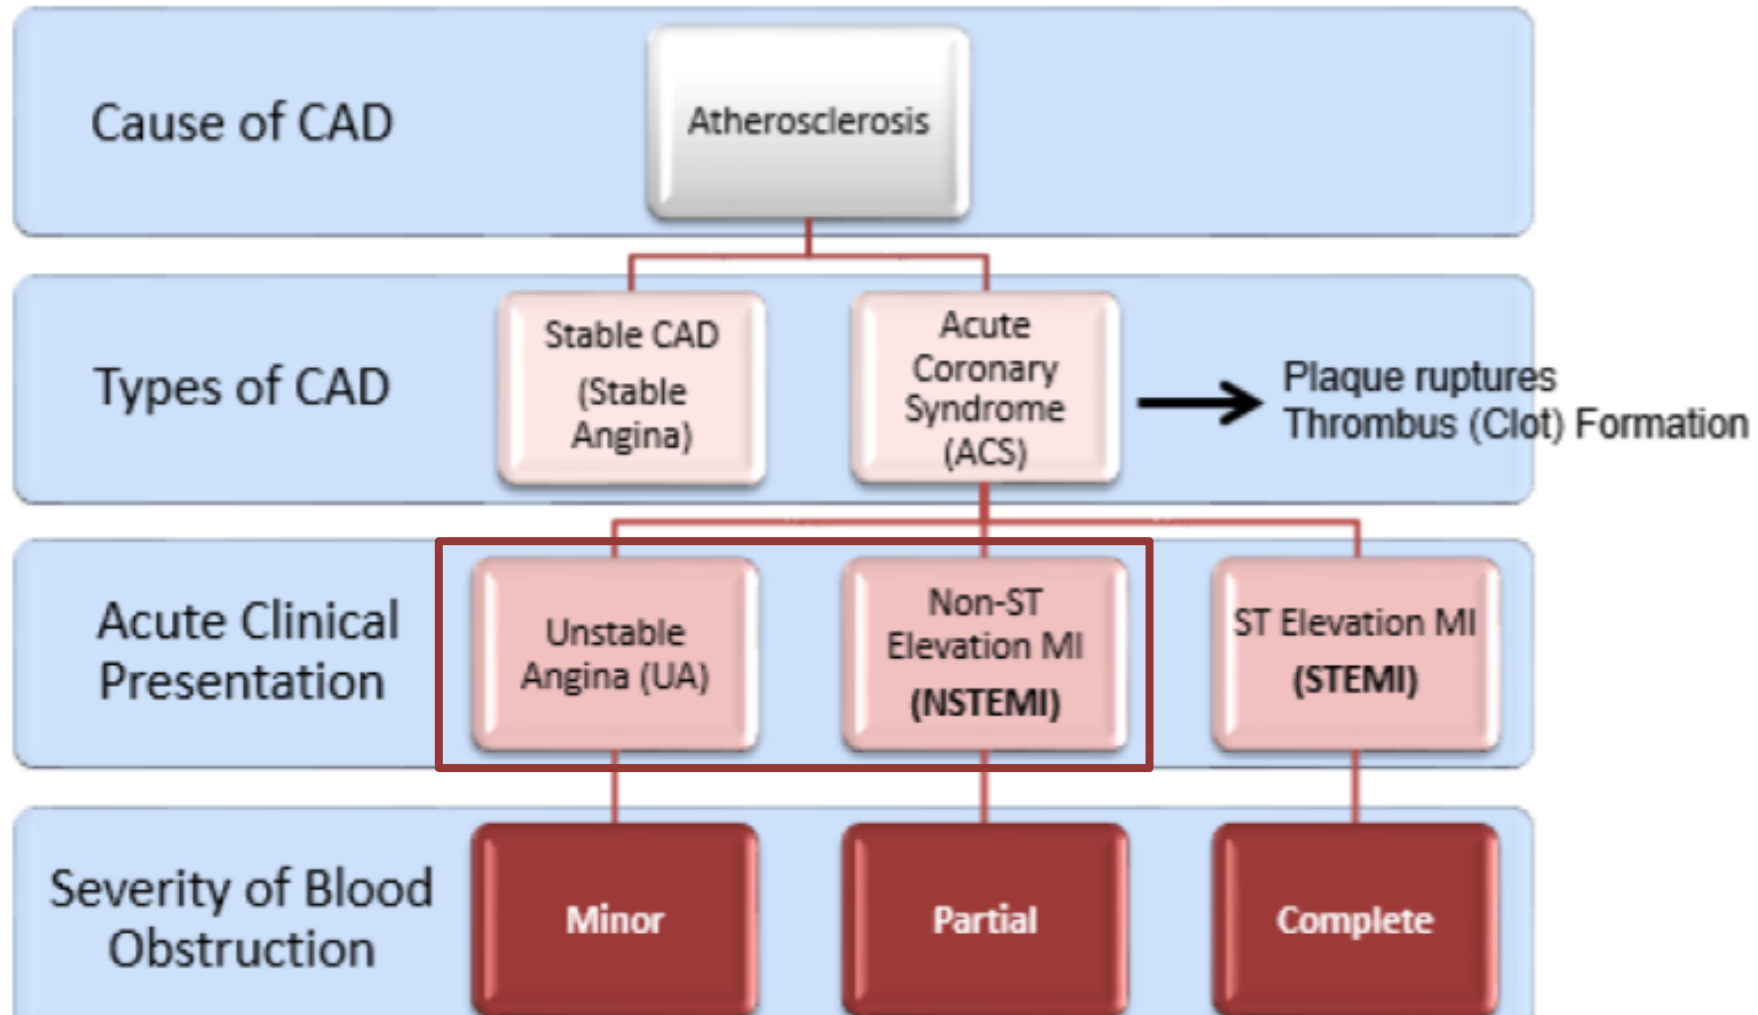 Cause of CAD
Atherosclerosis
Types of CAD
Stable CAD
(Stable
Angina)
Acute
Coronary
Syndrome
(ACS)
Plaque ruptures
Thrombus (Clot) Formation
Acute Clinical
Presentation
Unstable
Angina (UA)
Non-ST
Elevation MI
(NSTEMI)
ST Elevation MI
(STEMI)
Severity of Blood
Obstruction
Minor
Partial
Complete